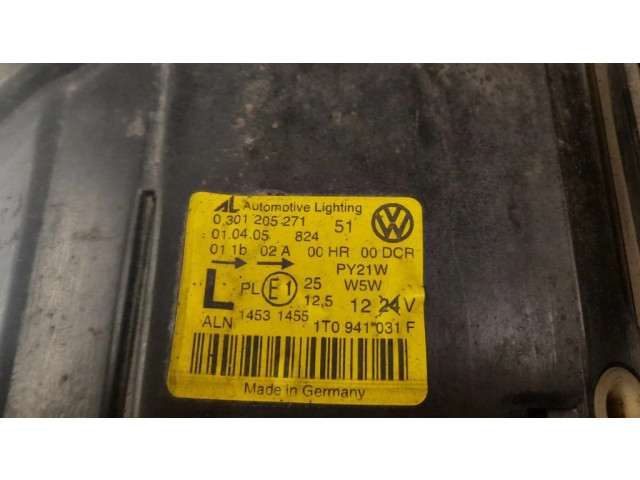 AL Automotive Lighting
0 301 205 271 51
01.04.05 824
01 1b 02 A 00 HR 00 DCR
PY21W
L PL E1 25 W5W
12,5 12 24 V
ALN 1453 1455 1T0 941 031 F
Made in Germany